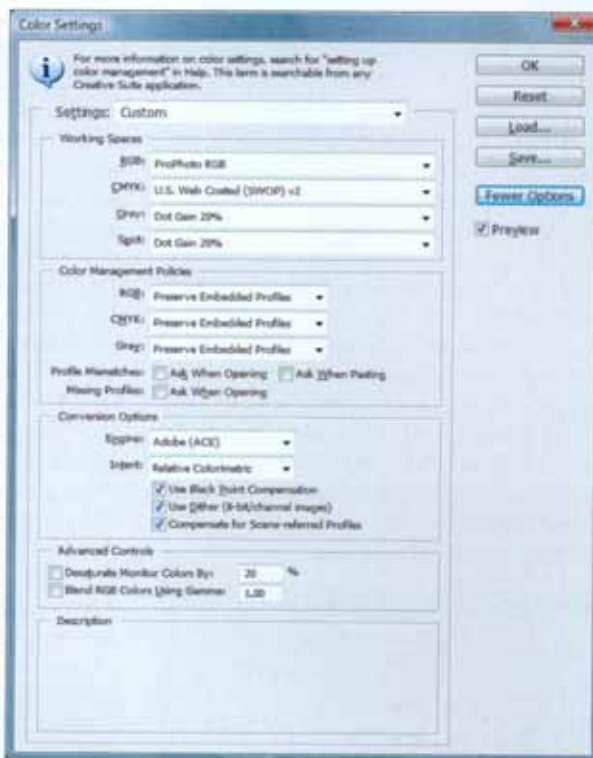 Color Settings
For more information on color settings, search for "setting up
color management" in Help. This term is searchable from any
Creative Suite application.
Settings: Custom
Working Spaces
RGB: ProPhoto RGB
CMYK: U.S. Web Coated (SWOP) v2
Gray: Dot Gain 20%
Spot: Dot Gain 20%
Color Management Policies
RGB: Preserve Embedded Profiles
CMYK: Preserve Embedded Profiles
Gray: Preserve Embedded Profiles
Profile Mismatches: Ask When Opening Ask When Pasting
Missing Profiles: Ask When Opening
Conversion Options
Engine: Adobe (ACE)
Intent: Relative Colorimetric
Use Black Point Compensation
Use Dither (8-bit/channel images)
Compensate for Scene-referred Profiles
Advanced Controls
Desaturate Monitor Colors By: 20 %
Blend RGB Colors Using Gamma: 1.00
Description
OK
Reset
Load...
Save...
Fewer Options
Preview